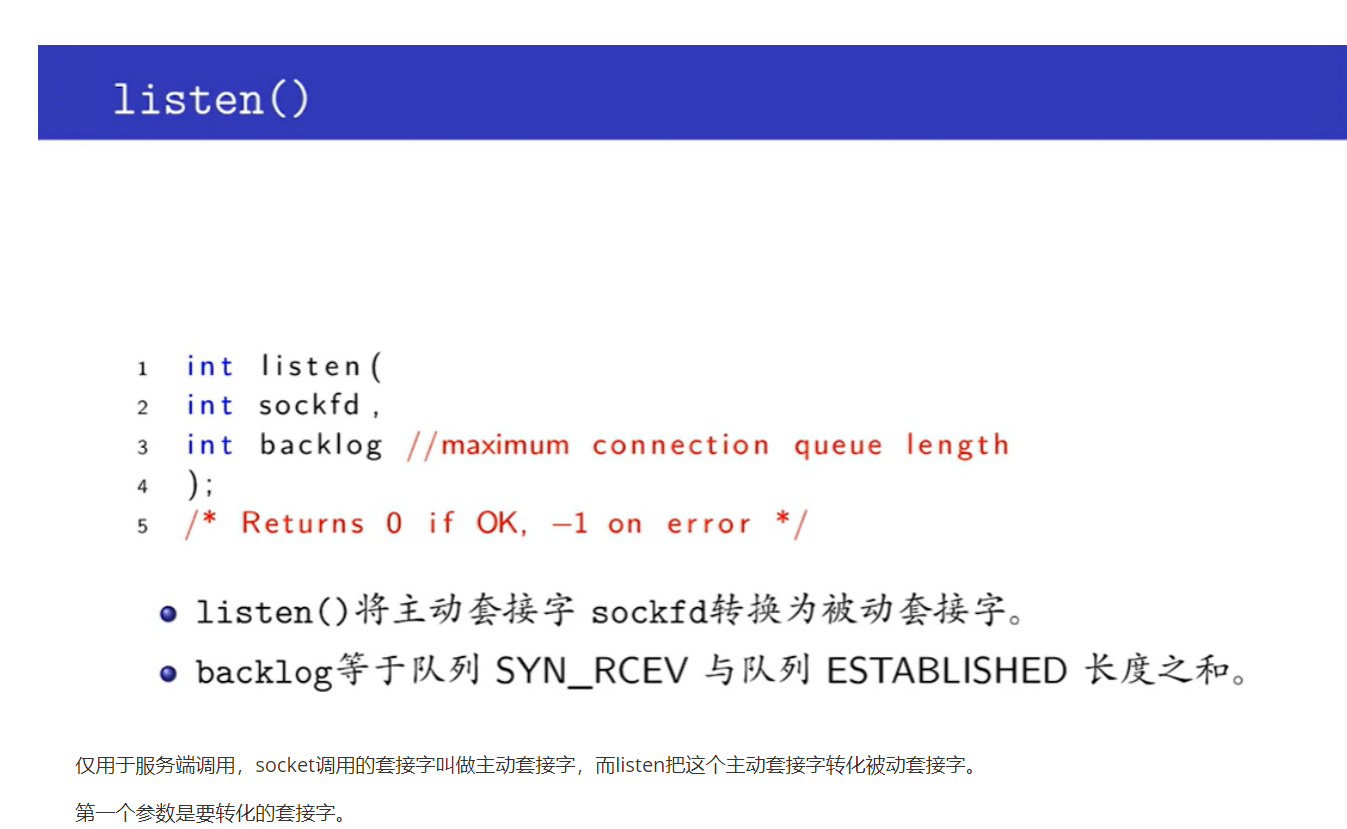 listen()
1 int listen(
2 int sockfd,
3 int backlog //maximum connection queue length
4 );
5 /* Returns 0 if OK, −1 on error */
listen()将主动套接字 sockfd转换为被动套接字。
backlog等于队列 SYN_RCEV 与队列 ESTABLISHED 长度之和。
仅用于服务端调用，socket调用的套接字叫做主动套接字，而listen把这个主动套接字转化被动套接字。
第一个参数是要转化的套接字。